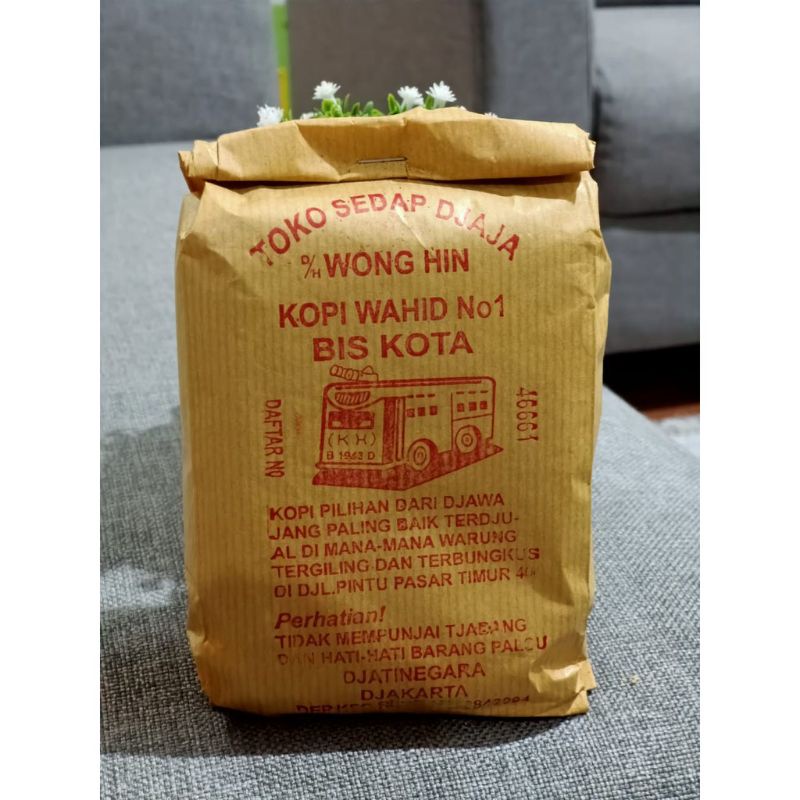 TOKO SEDAP DJAJA
%H WONG HIN
KOPI WAHID No1
BIS KOTA
DAFTAR No
46661
(K H)
B 1943 D
KOPI PILIHAN DARI DJAWA
JANG PALING BAIK TERDJU-
AL DI MANA-MANA WARUNG
TERGILING DAN TERBUNGKUS
DI DJL.PINTU PASAR TIMUR
Perhatian!
TIDAK MEMPUNJAI TJABANG
DAN HATI-HATI BARANG PALSU
DJATINEGARA
DJAKARTA